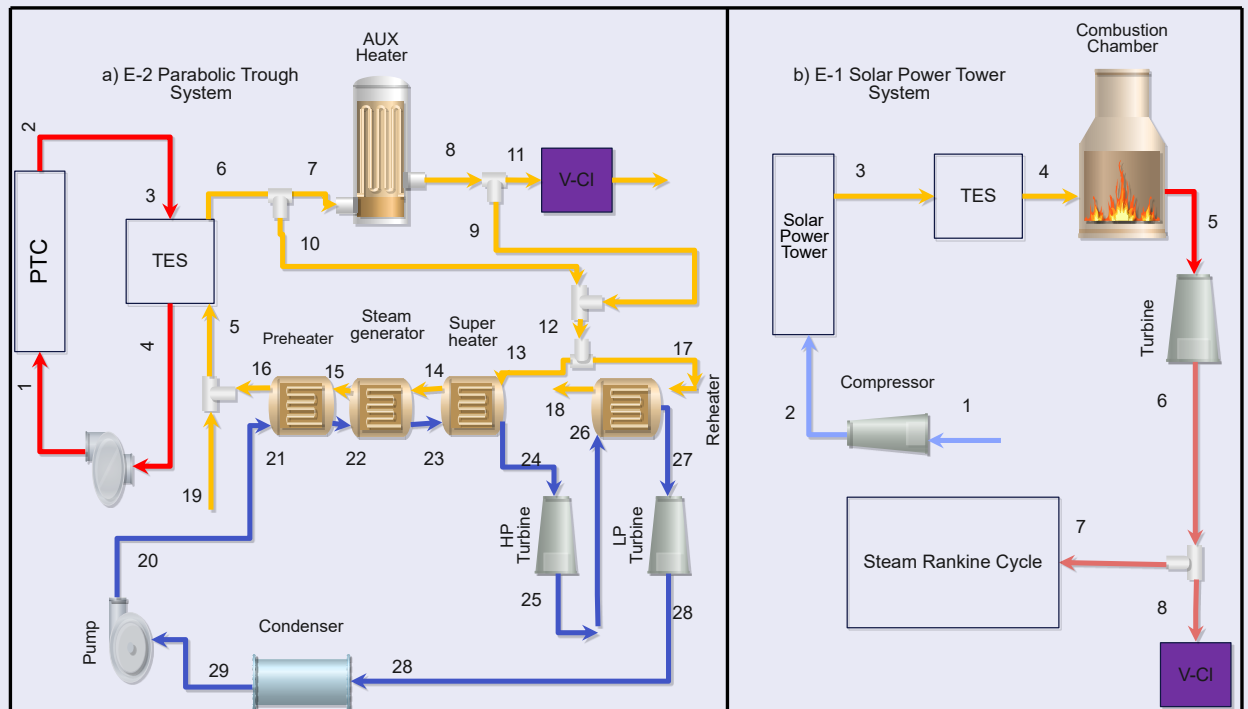 a) E-2 Parabolic Trough
System
AUX
Heater
2
6
7
8
11
V-Cl
3
PTC
TES
10
9
4
5
1
12
Preheater
Steam
generator
Super
heater
13
17
16
15
14
18
Reheater
21
22
23
24
26
27
19
HP
Turbine
LP
Turbine
20
25
28
Pump
Condenser
29
28
b) E-1 Solar Power Tower
System
Combustion
Chamber
3
4
5
Solar
Power
Tower
TES
Turbine
Compressor
2
1
6
7
Steam Rankine Cycle
8
V-Cl